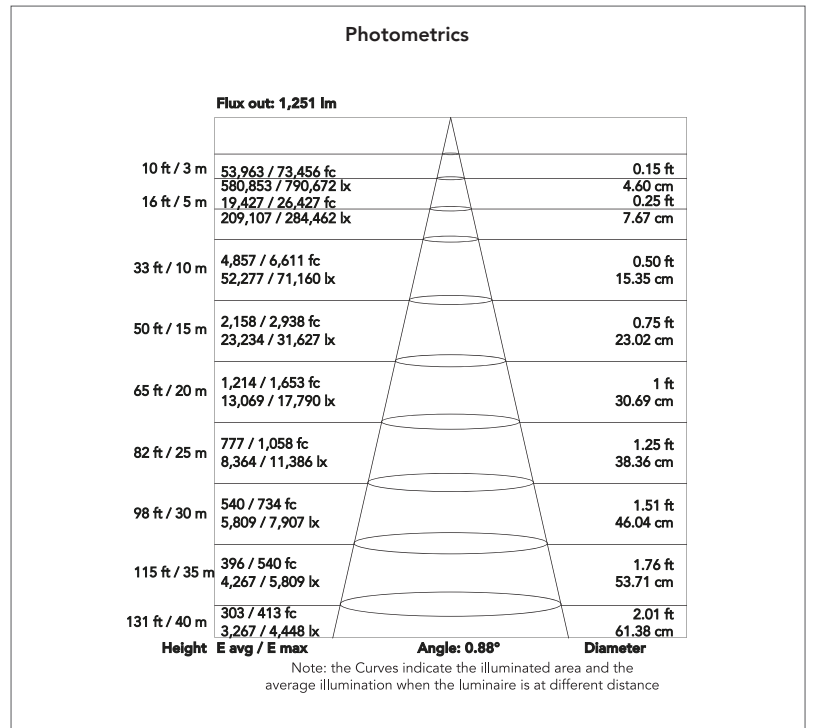 Photometrics
Flux out: 1,251 lm
10 ft / 3 m 53,963 / 73,456 fc 0.15 ft
580,853 / 790,672 lx 4.60 cm
16 ft / 5 m 19,427 / 26,427 fc 0.25 ft
209,107 / 284,462 lx 7.67 cm
4,857 / 6,611 fc 0.50 ft
33 ft / 10 m 52,277 / 71,160 lx 15.35 cm
2,158 / 2,938 fc 0.75 ft
50 ft / 15 m 23,234 / 31,627 lx 23.02 cm
1,214 / 1,653 fc 1 ft
65 ft / 20 m 13,069 / 17,790 lx 30.69 cm
777 / 1,058 fc 1.25 ft
82 ft / 25 m 8,364 / 11,386 lx 38.36 cm
540 / 734 fc 1.51 ft
98 ft / 30 m 5,809 / 7,907 lx 46.04 cm
396 / 540 fc 1.76 ft
115 ft / 35 m 4,267 / 5,809 lx 53.71 cm
303 / 413 fc 2.01 ft
131 ft / 40 m 3,267 / 4,448 lx 61.38 cm
Height E avg / E max Angle: 0.88° Diameter
Note: the Curves indicate the illuminated area and the
average illumination when the luminaire is at different distance